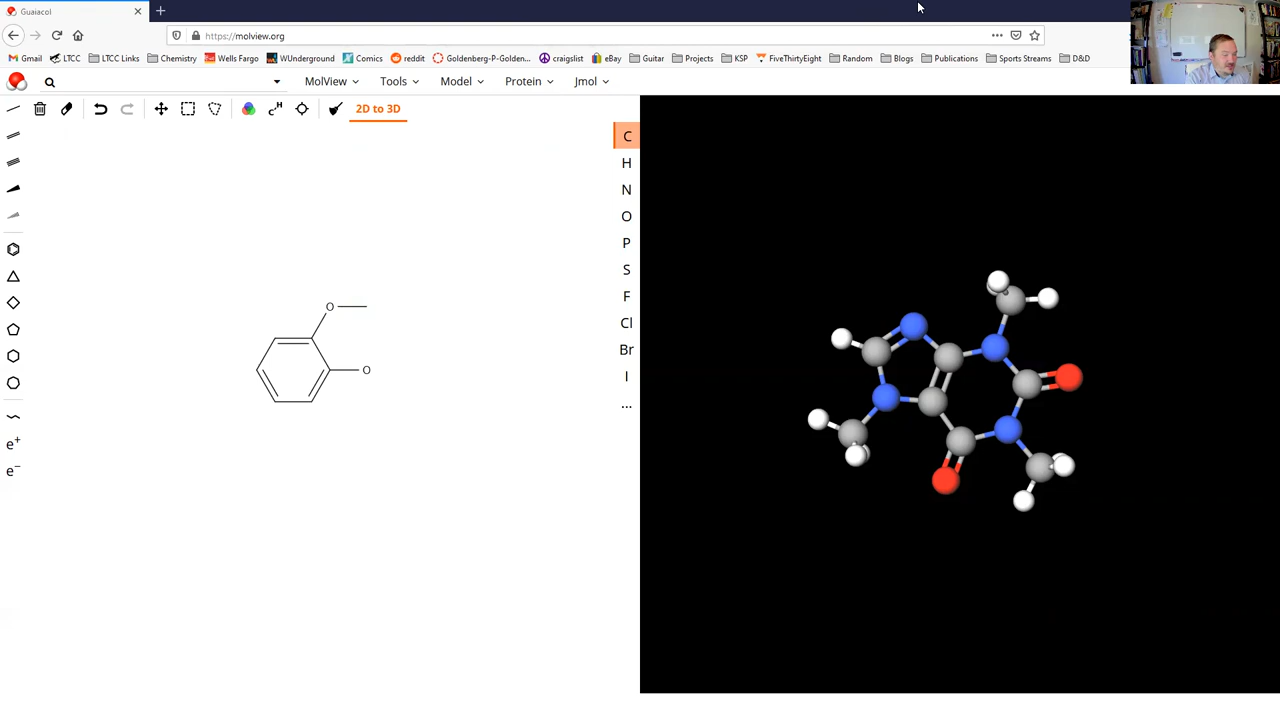 Guaiacol
https://molview.org
Gmail LTCC LTCC Links Chemistry Wells Fargo WUnderground Comics reddit Goldenberg-P-Golden... craigslist eBay Guitar Projects KSP FiveThirtyEight Random Blogs Publications Sports Streams D&D
MolView Tools Model Protein Jmol
2D to 3D
C
H
N
O
P
S
F
Cl
Br
I
...
e+
e−
O
O